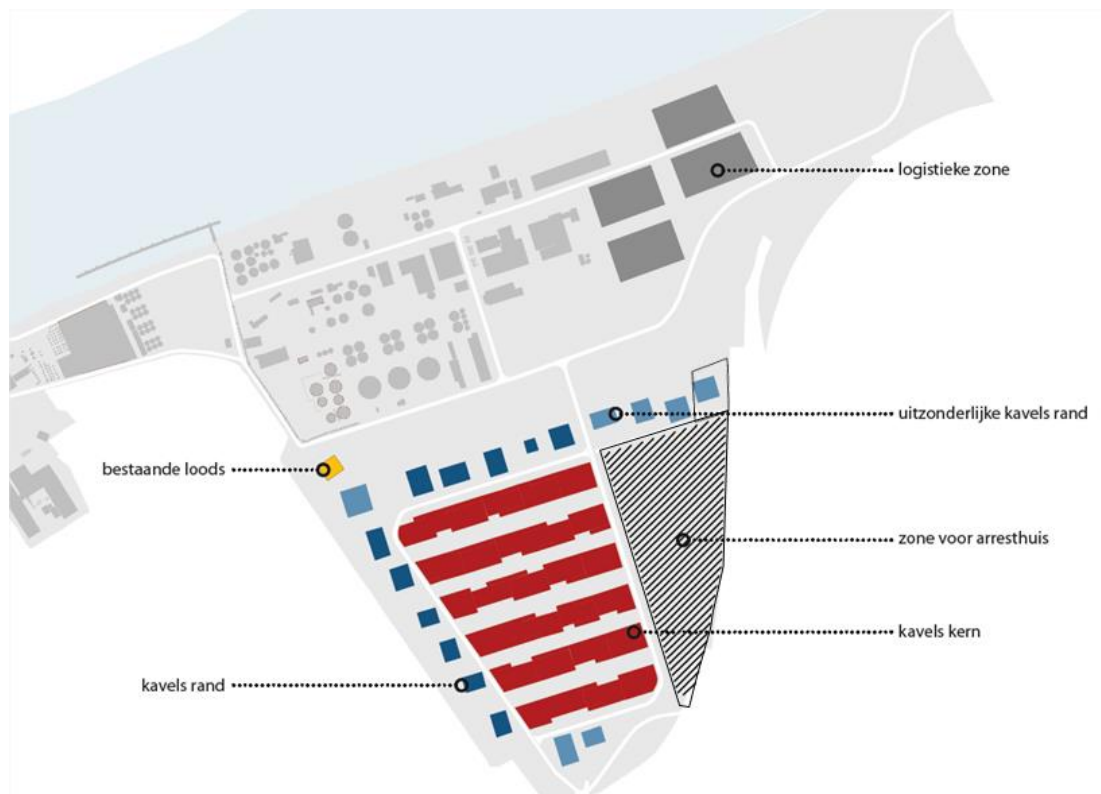 logistieke zone
uitzonderlijke kavels rand
bestaande loods
zone voor arresthuis
kavels kern
kavels rand